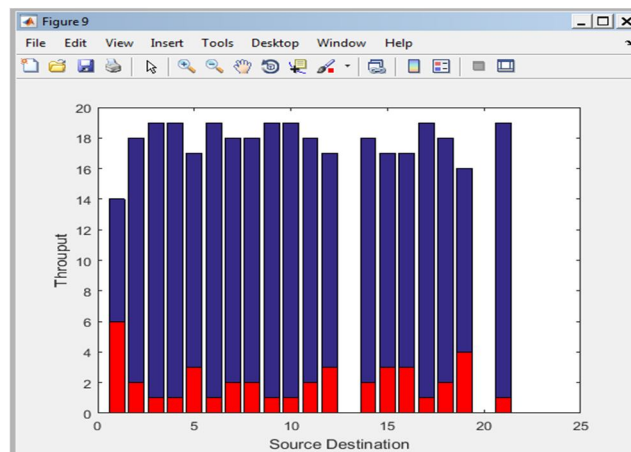 Figure 9
File Edit View Insert Tools Desktop Window Help
20
18
16
14
12
10
8
6
4
2
0
Throuput
0 5 10 15 20 25
Source Destination